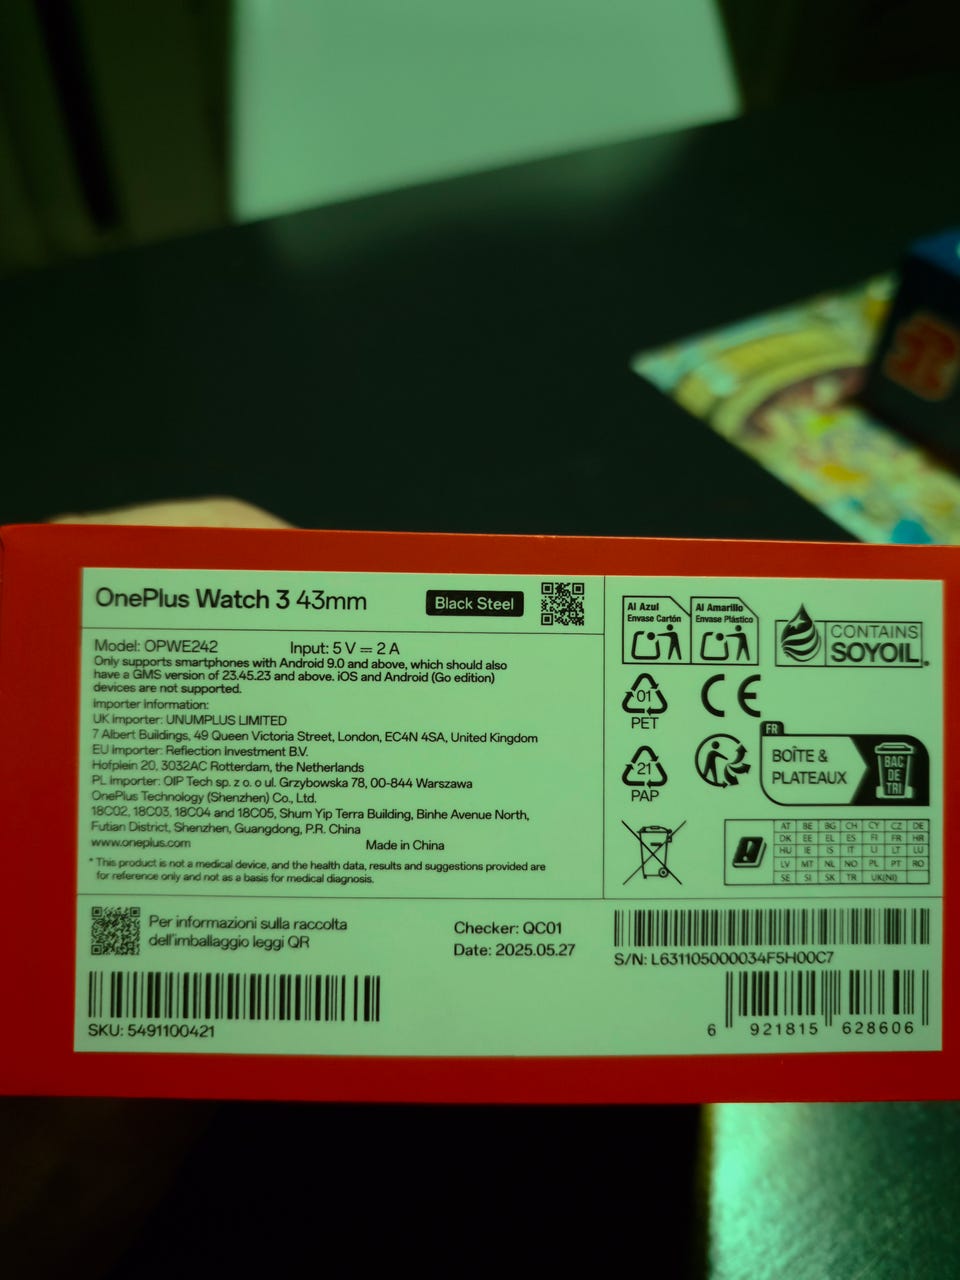 OnePlus Watch 3 43mm
Black Steel
Model: OPWE242 Input: 5 V ⎓ 2 A
Only supports smartphones with Android 9.0 and above, which should also
have a GMS version of 23.45.23 and above. iOS and Android (Go edition)
devices are not supported.
Importer Information:
UK importer: UNUMPLUS LIMITED
7 Albert Buildings, 49 Queen Victoria Street, London, EC4N 4SA, United Kingdom
EU importer: Reflection Investment B.V.
Hofplein 20, 3032AC Rotterdam, the Netherlands
PL importer: OIP Tech sp. z o. o ul. Grzybowska 78, 00-844 Warszawa
OnePlus Technology (Shenzhen) Co., Ltd.
18C02, 18C03, 18C04 and 18C05, Shum Yip Terra Building, Binhe Avenue North,
Futian District, Shenzhen, Guangdong, P.R. China
www.oneplus.com Made in China
* This product is not a medical device, and the health data, results and suggestions provided are
for reference only and not as a basis for medical diagnosis.
Al Azul
Envase Cartón
Al Amarillo
Envase Plástico
CONTAINS
SOYOIL
01
PET
CE
21
PAP
FR
BOÎTE &
PLATEAUX
BAC
DE
TRI
AT BE BG CH CY CZ DE
DK EE EL ES FI FR HR
HU IE IS IT LI LT LU
LV MT NL NO PL PT RO
SE SI SK TR UK(NI)
Per informazioni sulla raccolta
dell'imballaggio leggi QR
Checker: QC01
Date: 2025.05.27
S/N: L631105000034F5H00C7
SKU: 5491100421
6 921815 628606